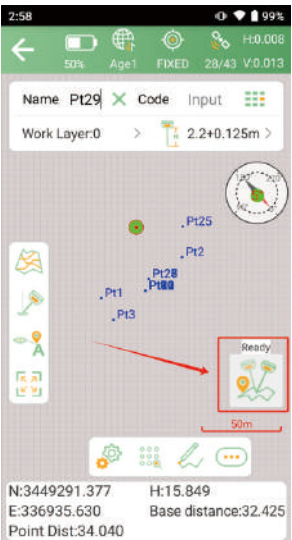 2:58 99%
H:0.008
50% Age1 FIXED 28/43 V:0.013
Name Pt29 Code Input
Work Layer:0 > 2.2+0.125m >
Pt25
Pt2
Pt1
Pt3
Ready
A
50m
N:3449291.377 H:15.849
E:336935.630 Base distance:32.425
Point Dist:34.040